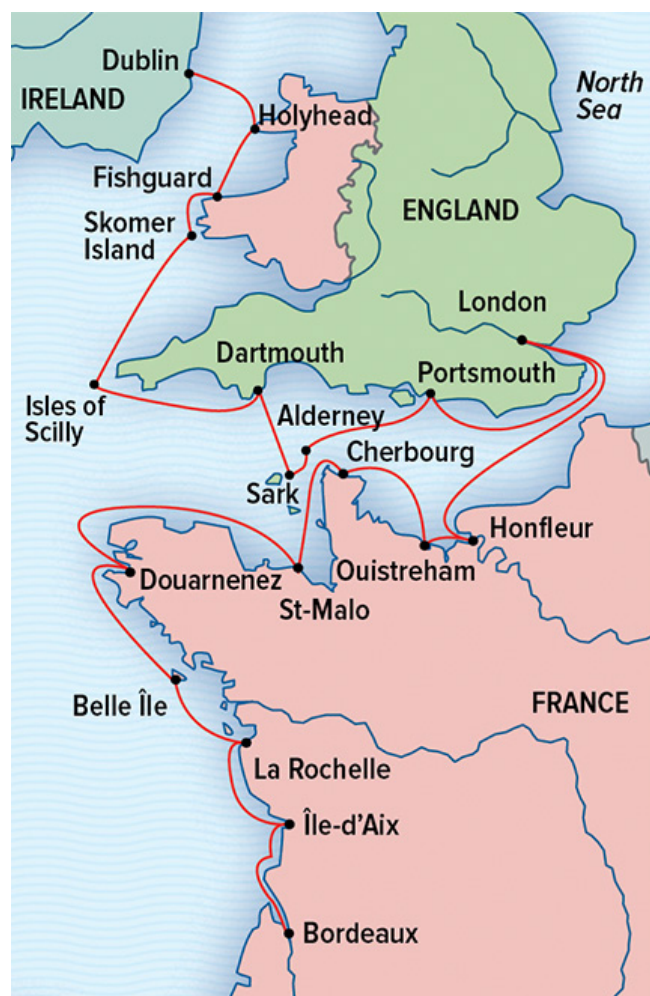 Dublin
IRELAND
North
Sea
Holyhead
Fishguard
Skomer
Island
ENGLAND
London
Dartmouth
Portsmouth
Isles of
Scilly
Alderney
Cherbourg
Sark
Honfleur
Douarnenez
Ouistreham
St-Malo
Belle Île
FRANCE
La Rochelle
Île-d'Aix
Bordeaux